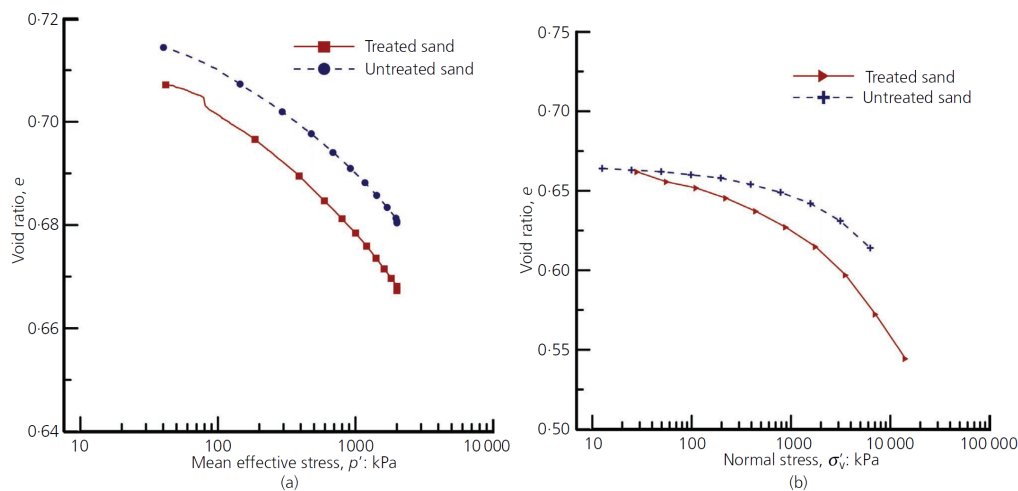 0·72
0·70
0·68
0·66
0·64
Void ratio, e
Treated sand
Untreated sand
10
100
1000
10 000
Mean effective stress, p′: kPa
(a)
0·75
0·70
0·65
0·60
0·55
0·50
Void ratio, e
Treated sand
Untreated sand
10
100
1000
10 000
100 000
Normal stress, σ′v: kPa
(b)